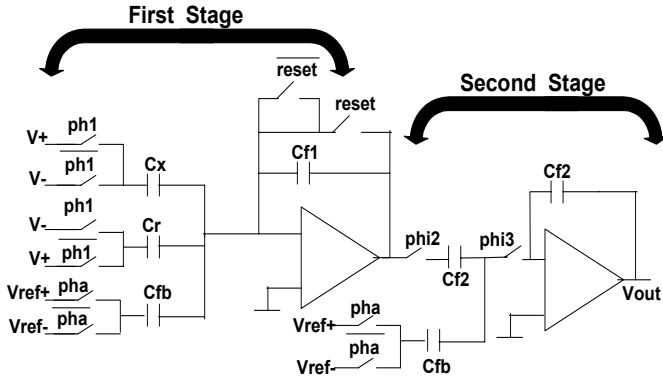 First Stage
Second Stage
reset
reset
V+ ph1
V- ph1
Cx
V- ph1
V+ ph1
Cr
Vref+ pha
Vref- pha
Cfb
Cf1
phi2
Cf2
phi3
Cf2
Vout
Vref+ pha
Vref- pha
Cfb